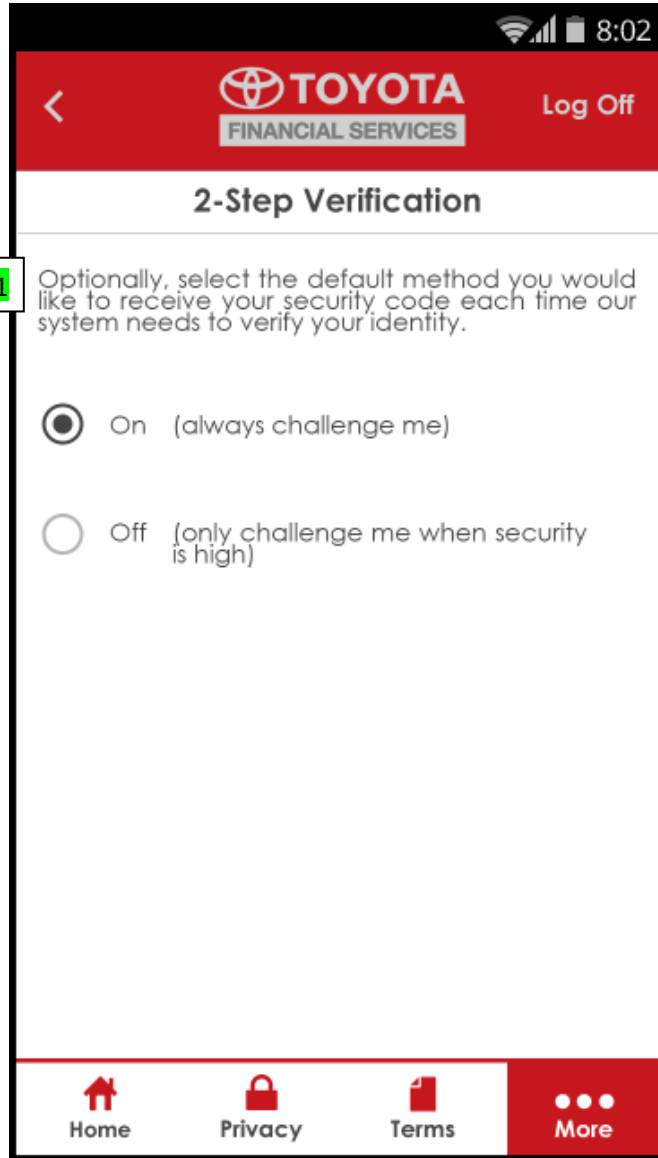 8:02
TOYOTA
FINANCIAL SERVICES
Log Off
2-Step Verification
1
Optionally, select the default method you would
like to receive your security code each time our
system needs to verify your identity.
On (always challenge me)
Off (only challenge me when security
is high)
Home Privacy Terms More